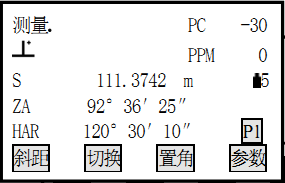 测量. PC -30
PPM 0
S 111.3742 m 5
ZA 92° 36′ 25″
HAR 120° 30′ 10″ P1
斜距 切换 置角 参数